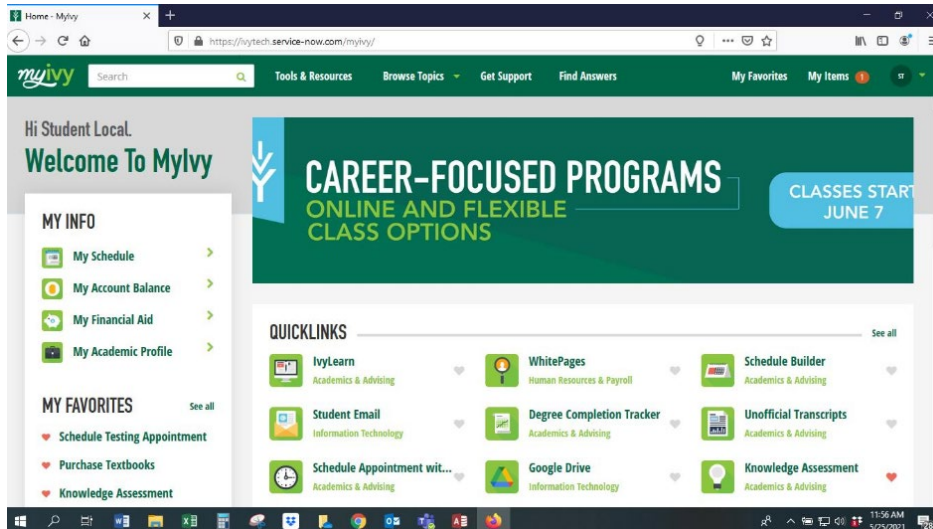 Home - MyIvy
https://ivytech.service-now.com/myivy/
myivy Search Tools & Resources Browse Topics Get Support Find Answers My Favorites My Items 1 ST
Hi Student Local.
Welcome To MyIvy
CAREER-FOCUSED PROGRAMS
ONLINE AND FLEXIBLE
CLASS OPTIONS
CLASSES START
JUNE 7
MY INFO
My Schedule
My Account Balance
My Financial Aid
My Academic Profile
MY FAVORITES See all
Schedule Testing Appointment
Purchase Textbooks
Knowledge Assessment
QUICKLINKS See all
IvyLearn
Academics & Advising
WhitePages
Human Resources & Payroll
Schedule Builder
Academics & Advising
Student Email
Information Technology
Degree Completion Tracker
Academics & Advising
Unofficial Transcripts
Academics & Advising
Schedule Appointment wit...
Academics & Advising
Google Drive
Information Technology
Knowledge Assessment
Academics & Advising
11:56 AM
5/25/2021
28